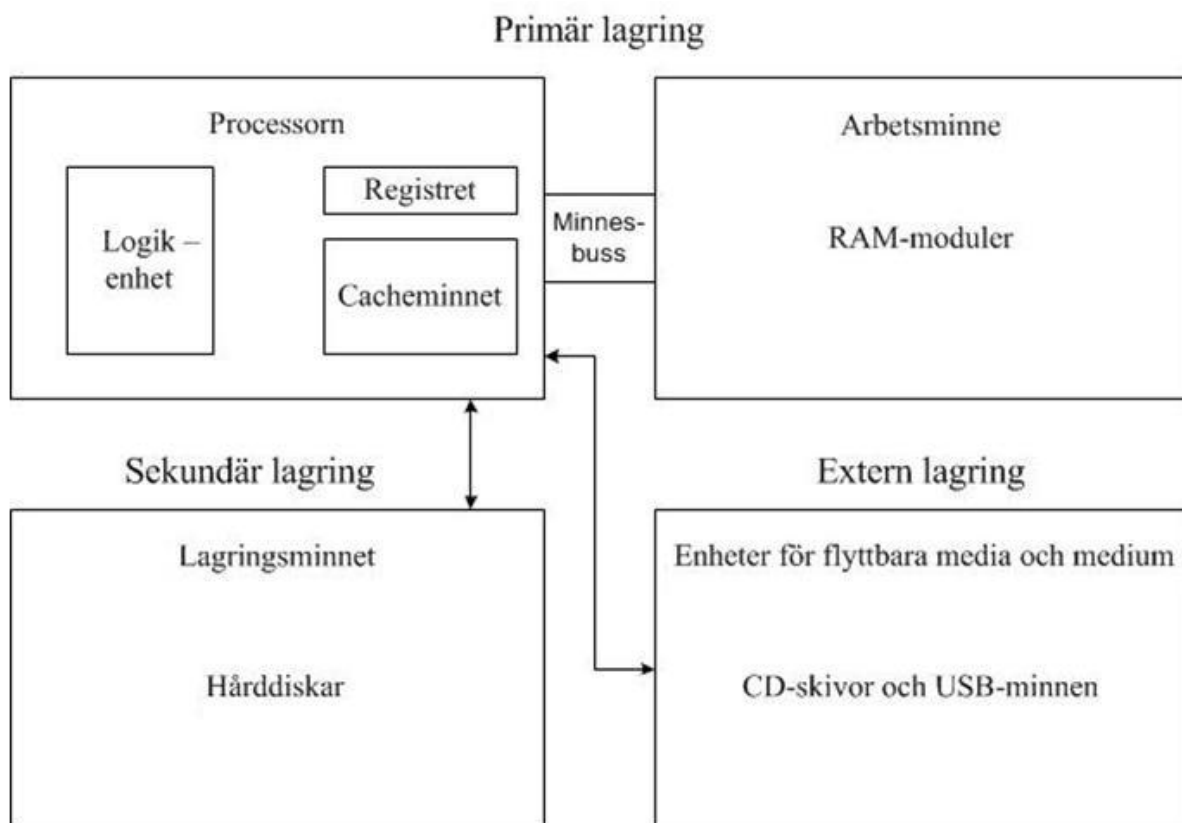 Primär lagring
Processorn
Logik –
enhet
Registret
Cacheminnet
Minnes-
buss
Arbetsminne
RAM-moduler
Sekundär lagring
Lagringsminnet
Hårddiskar
Extern lagring
Enheter för flyttbara media och medium
CD-skivor och USB-minnen